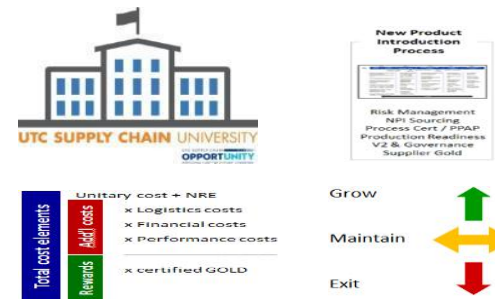 UTC SUPPLY CHAIN UNIVERSITY
OPPORTUNITY
New Product
Introduction
Process
Risk Management
NPI Sourcing
Process Cert / PPAP
Production Readiness
V2 & Governance
Supplier Gold
Total cost elements
Add'l costs
Rewards
Unitary cost + NRE
x Logistics costs
x Financial costs
x Performance costs
x certified GOLD
Grow
Maintain
Exit